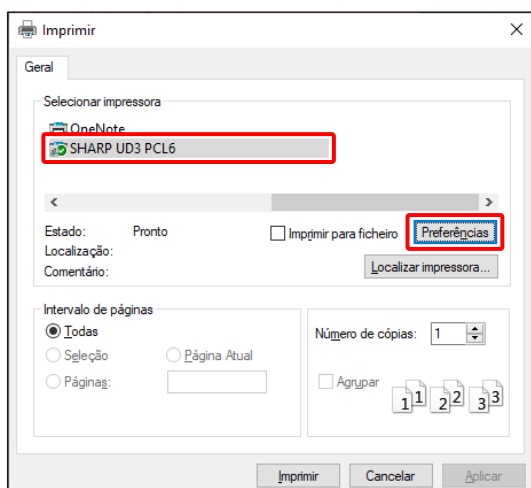 Imprimir
Geral
Selecionar impressora
OneNote
SHARP UD3 PCL6
Estado: Pronto
Imprimir para ficheiro
Preferências
Localização:
Comentário:
Localizar impressora...
Intervalo de páginas
Todas
Seleção
Página Atual
Páginas:
Número de cópias: 1
Agrupar
1 1 2 2 3 3
Imprimir
Cancelar
Aplicar